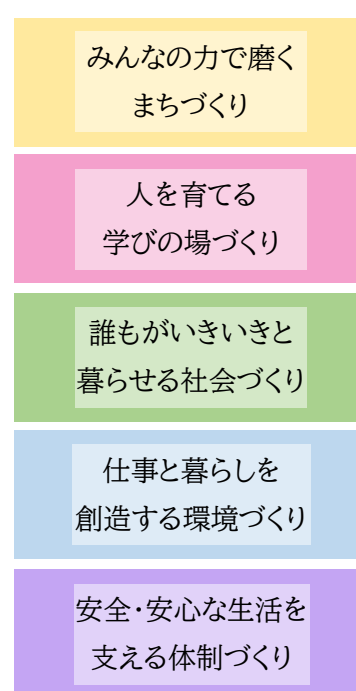 みんなの力で磨く
まちづくり
人を育てる
学びの場づくり
誰もがいきいきと
暮らせる社会づくり
仕事と暮らしを
創造する環境づくり
安全・安心な生活を
支える体制づくり